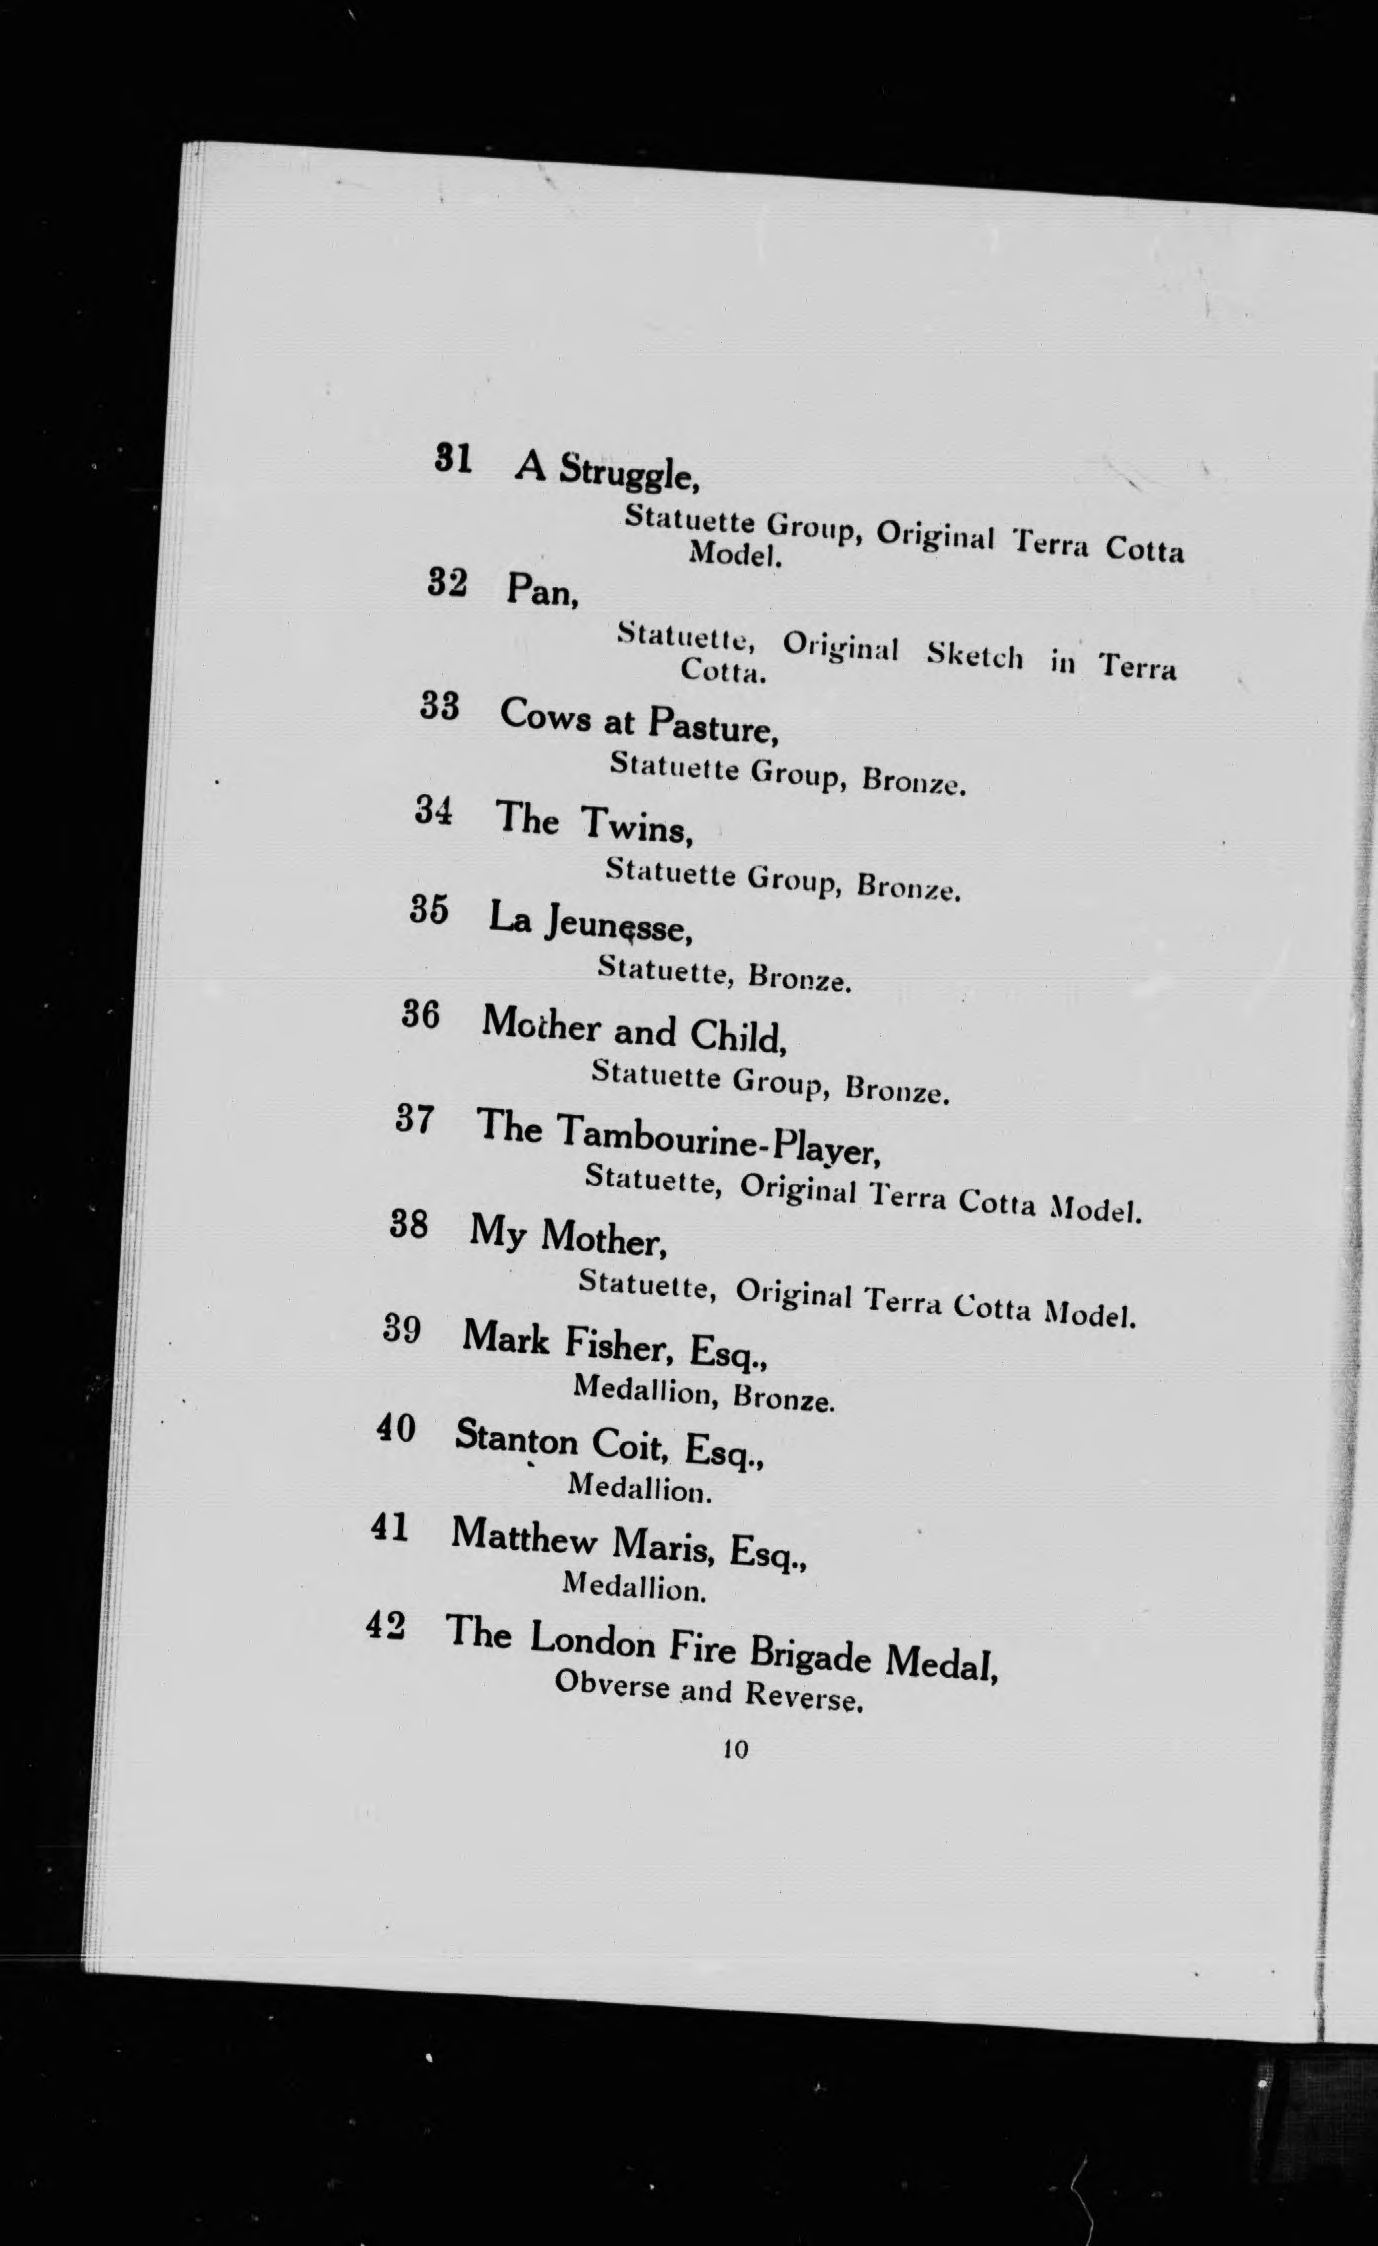 31 A Struggle,
Statuette Group, Original Terra Cotta
Model.
32 Pan,
Statuette, Original Sketch in Terra
Cotta.
33 Cows at Pasture,
Statuette Group, Bronze.
34 The Twins,
Statuette Group, Bronze.
35 La Jeunesse,
Statuette, Bronze.
36 Mother and Child,
Statuette Group, Bronze.
37 The Tambourine-Player,
Statuette, Original Terra Cotta Model.
38 My Mother,
Statuette, Original Terra Cotta Model.
39 Mark Fisher, Esq.,
Medallion, Bronze.
40 Stanton Coit, Esq.,
Medallion.
41 Matthew Maris, Esq.,
Medallion.
42 The London Fire Brigade Medal,
Obverse and Reverse.
10